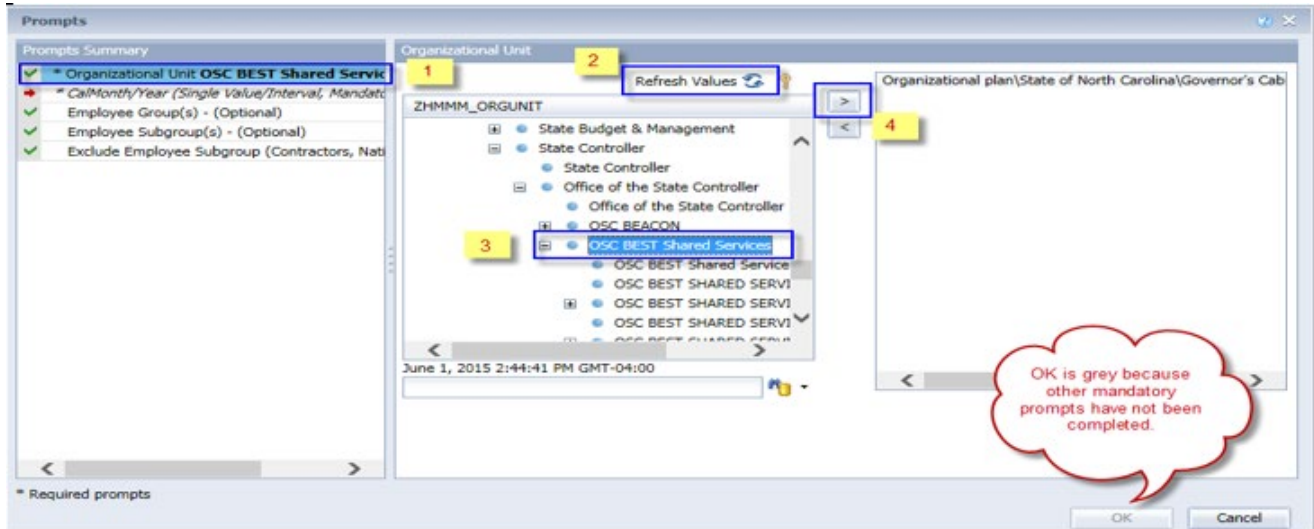 Prompts
Prompts Summary
* Organizational Unit OSC BEST Shared Servic
* CalMonth/Year (Single Value/Interval, Mandato
Employee Group(s) - (Optional)
Employee Subgroup(s) - (Optional)
Exclude Employee Subgroup (Contractors, Nati
* Required prompts
1
Organizational Unit
2
Refresh Values
ZHMMM_ORGUNIT
State Budget & Management
State Controller
State Controller
Office of the State Controller
Office of the State Controller
OSC BEACON
3
OSC BEST Shared Services
OSC BEST Shared Service
OSC BEST SHARED SERVI
OSC BEST SHARED SERVI
OSC BEST SHARED SERVI
OSC BEST SHARED SERVI
June 1, 2015 2:44:41 PM GMT-04:00
>
<
4
Organizational plan\State of North Carolina\Governor's Cab
OK is grey because
other mandatory
prompts have not been
completed.
OK
Cancel